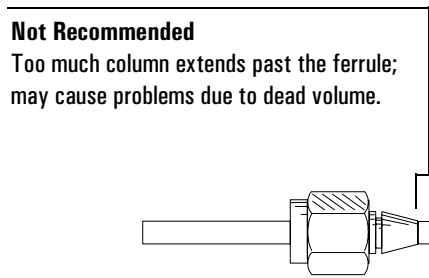 Not Recommended
Too much column extends past the ferrule;
may cause problems due to dead volume.